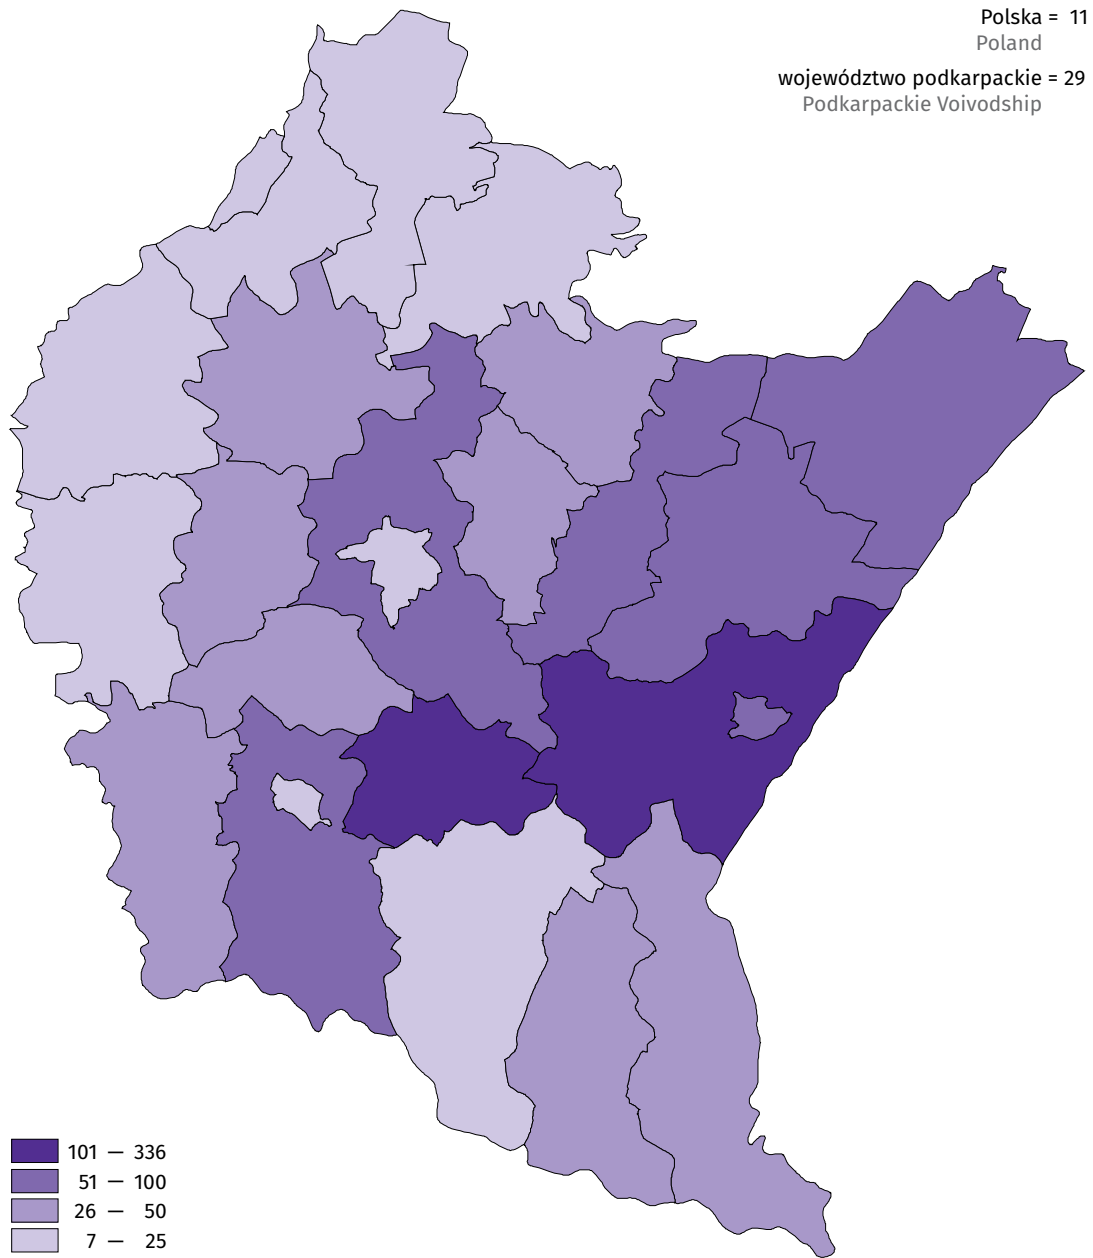 Polska = 11
Poland
województwo podkarpackie = 29
Podkarpackie Voivodship
101 — 336
51 — 100
26 — 50
7 — 25